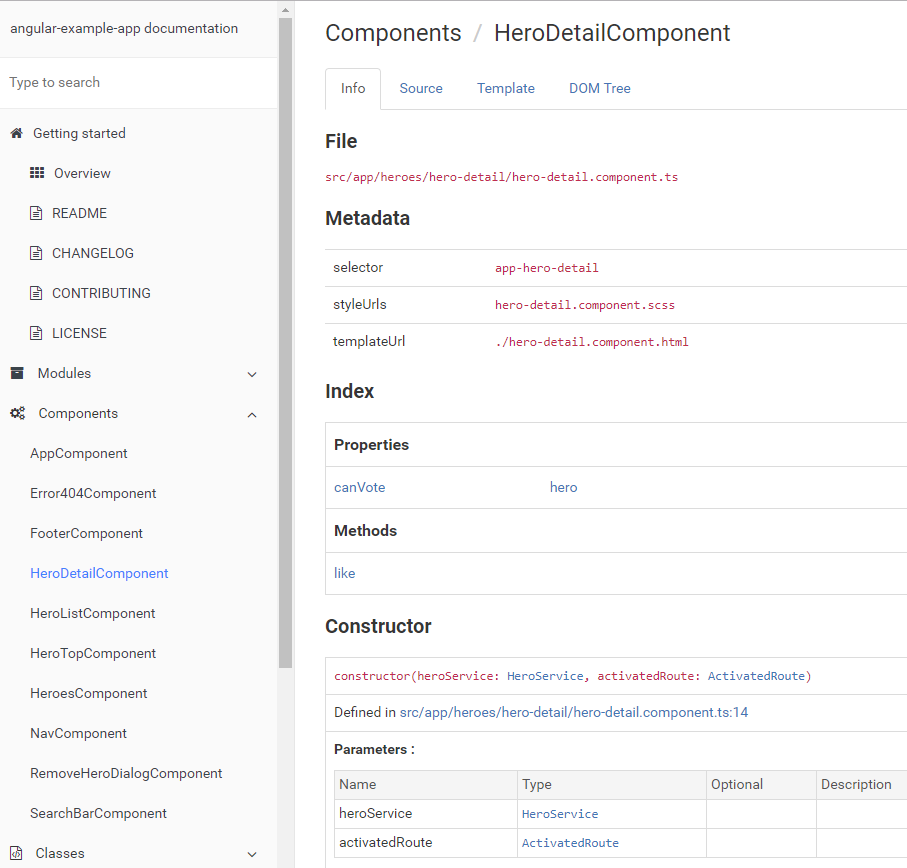 angular-example-app documentation
Type to search
Getting started
Overview
README
CHANGELOG
CONTRIBUTING
LICENSE
Modules
Components
AppComponent
Error404Component
FooterComponent
HeroDetailComponent
HeroListComponent
HeroTopComponent
HeroesComponent
NavComponent
RemoveHeroDialogComponent
SearchBarComponent
Classes
Components / HeroDetailComponent
Info Source Template DOM Tree
File
src/app/heroes/hero-detail/hero-detail.component.ts
Metadata
selector app-hero-detail
styleUrls hero-detail.component.scss
templateUrl ./hero-detail.component.html
Index
Properties
canVote hero
Methods
like
Constructor
constructor(heroService: HeroService, activatedRoute: ActivatedRoute)
Defined in src/app/heroes/hero-detail/hero-detail.component.ts:14
Parameters :
Name Type Optional Description
heroService HeroService
activatedRoute ActivatedRoute